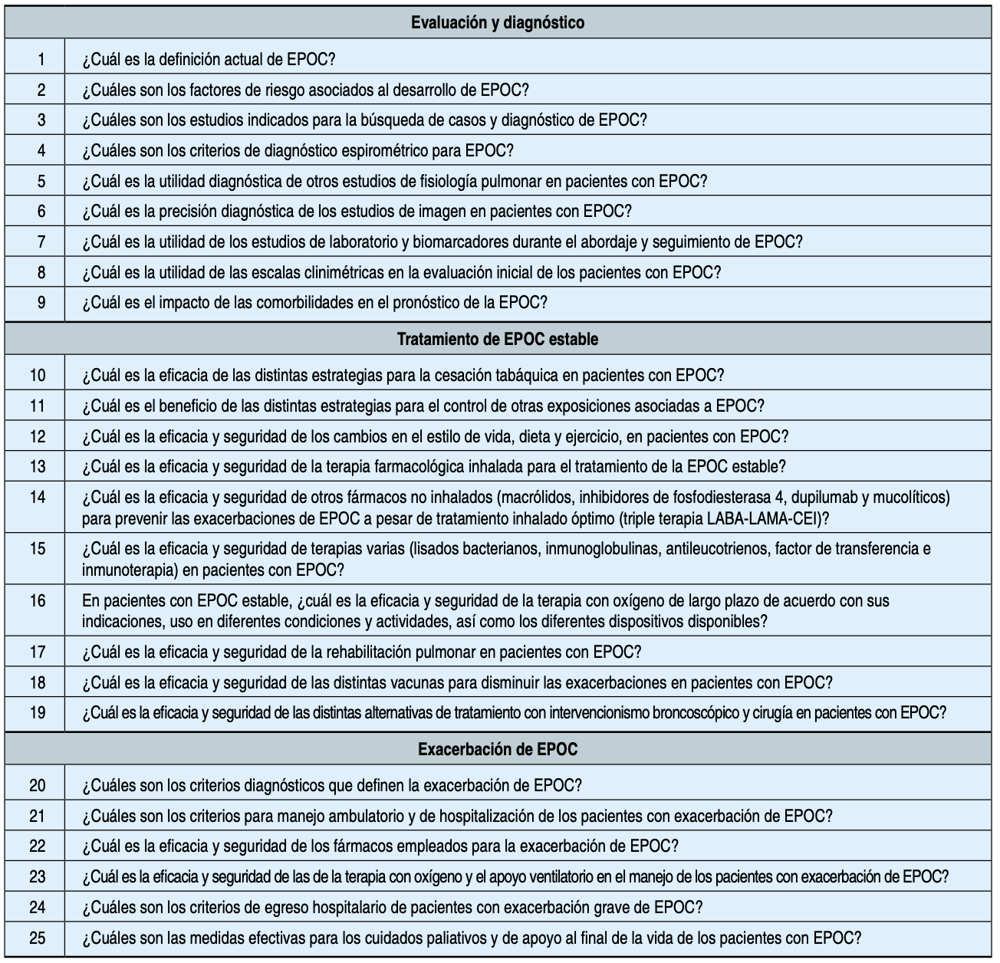 Evaluación y diagnóstico
1 ¿Cuál es la definición actual de EPOC?
2 ¿Cuáles son los factores de riesgo asociados al desarrollo de EPOC?
3 ¿Cuáles son los estudios indicados para la búsqueda de casos y diagnóstico de EPOC?
4 ¿Cuáles son los criterios de diagnóstico espirométrico para EPOC?
5 ¿Cuál es la utilidad diagnóstica de otros estudios de fisiología pulmonar en pacientes con EPOC?
6 ¿Cuál es la precisión diagnóstica de los estudios de imagen en pacientes con EPOC?
7 ¿Cuál es la utilidad de los estudios de laboratorio y biomarcadores durante el abordaje y seguimiento de EPOC?
8 ¿Cuál es la utilidad de las escalas clinimétricas en la evaluación inicial de los pacientes con EPOC?
9 ¿Cuál es el impacto de las comorbilidades en el pronóstico de la EPOC?
Tratamiento de EPOC estable
10 ¿Cuál es la eficacia de las distintas estrategias para la cesación tabáquica en pacientes con EPOC?
11 ¿Cuál es el beneficio de las distintas estrategias para el control de otras exposiciones asociadas a EPOC?
12 ¿Cuál es la eficacia y seguridad de los cambios en el estilo de vida, dieta y ejercicio, en pacientes con EPOC?
13 ¿Cuál es la eficacia y seguridad de la terapia farmacológica inhalada para el tratamiento de la EPOC estable?
14 ¿Cuál es la eficacia y seguridad de otros fármacos no inhalados (macrólidos, inhibidores de fosfodiesterasa 4, dupilumab y mucolíticos)
para prevenir las exacerbaciones de EPOC a pesar de tratamiento inhalado óptimo (triple terapia LABA-LAMA-CEI)?
15 ¿Cuál es la eficacia y seguridad de terapias varias (lisados bacterianos, inmunoglobulinas, antileucotrienos, factor de transferencia e
inmunoterapia) en pacientes con EPOC?
16 En pacientes con EPOC estable, ¿cuál es la eficacia y seguridad de la terapia con oxígeno de largo plazo de acuerdo con sus
indicaciones, uso en diferentes condiciones y actividades, así como los diferentes dispositivos disponibles?
17 ¿Cuál es la eficacia y seguridad de la rehabilitación pulmonar en pacientes con EPOC?
18 ¿Cuál es la eficacia y seguridad de las distintas vacunas para disminuir las exacerbaciones en pacientes con EPOC?
19 ¿Cuál es la eficacia y seguridad de las distintas alternativas de tratamiento con intervencionismo broncoscópico y cirugía en pacientes con EPOC?
Exacerbación de EPOC
20 ¿Cuáles son los criterios diagnósticos que definen la exacerbación de EPOC?
21 ¿Cuáles son los criterios para manejo ambulatorio y de hospitalización de los pacientes con exacerbación de EPOC?
22 ¿Cuál es la eficacia y seguridad de los fármacos empleados para la exacerbación de EPOC?
23 ¿Cuál es la eficacia y seguridad de las de la terapia con oxígeno y el apoyo ventilatorio en el manejo de los pacientes con exacerbación de EPOC?
24 ¿Cuáles son los criterios de egreso hospitalario de pacientes con exacerbación grave de EPOC?
25 ¿Cuáles son las medidas efectivas para los cuidados paliativos y de apoyo al final de la vida de los pacientes con EPOC?